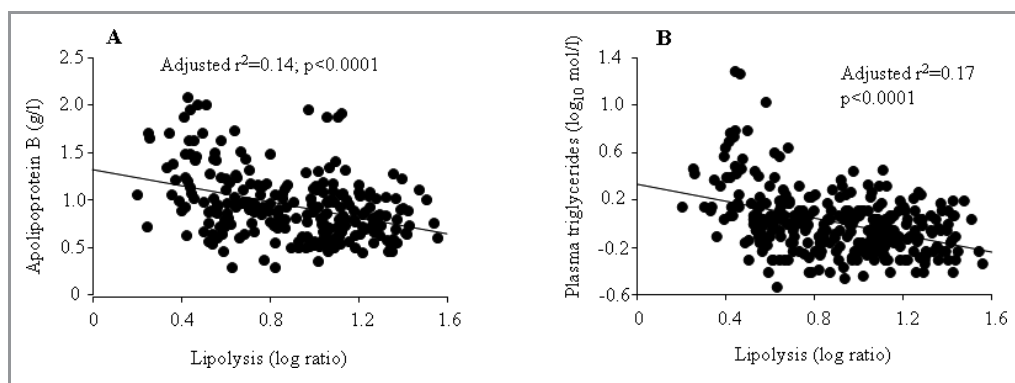 A
Adjusted r²=0.14; p<0.0001
Apolipoprotein B (g/l)
2.5
2.0
1.5
1.0
0.5
0
0
0.4
0.8
1.2
1.6
Lipolysis (log ratio)
B
Adjusted r²=0.17
p<0.0001
Plasma triglycerides (log₁₀ mol/l)
1.4
1.0
0.6
0.2
-0.2
-0.6
0
0.4
0.8
1.2
1.6
Lipolysis (log ratio)